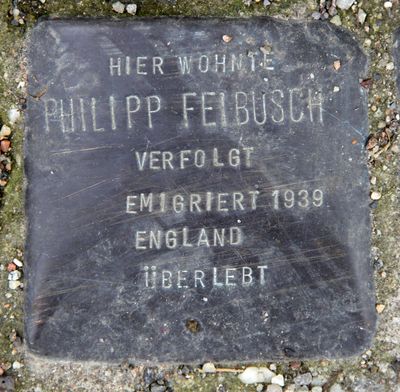 HIER WOHNTE
PHILIPP FEIBUSCH
VERFOLGT
EMIGRIERT 1939
ENGLAND
ÜBERLEBT